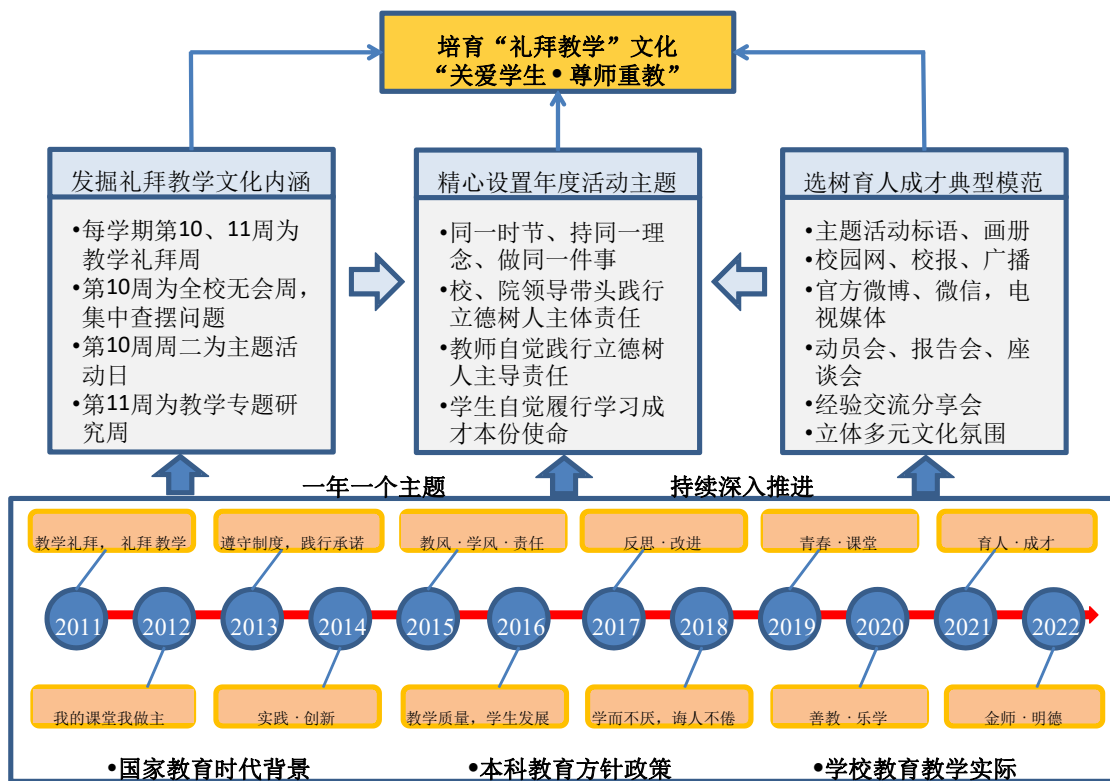 培育“礼拜教学”文化
“关爱学生•尊师重教”
发掘礼拜教学文化内涵
•每学期第10、11周为
教学礼拜周
•第10周为全校无会周，
集中查摆问题
•第10周周二为主题活
动日
•第11周为教学专题研
究周
精心设置年度活动主题
•同一时节、持同一理
念、做同一件事
•校、院领导带头践行
立德树人主体责任
•教师自觉践行立德树
人主导责任
•学生自觉履行学习成
才本份使命
选树育人成才典型模范
•主题活动标语、画册
•校园网、校报、广播
•官方微博、微信，电
视媒体
•动员会、报告会、座
谈会
•经验交流分享会
•立体多元文化氛围
一年一个主题
持续深入推进
教学礼拜， 礼拜教学
遵守制度，践行承诺
教风·学风·责任
反思·改进
青春·课堂
育人·成才
2011
2012
2013
2014
2015
2016
2017
2018
2019
2020
2021
2022
我的课堂我做主
实践·创新
教学质量，学生发展
学而不厌，诲人不倦
善教·乐学
金师·明德
•国家教育时代背景
•本科教育方针政策
•学校教育教学实际